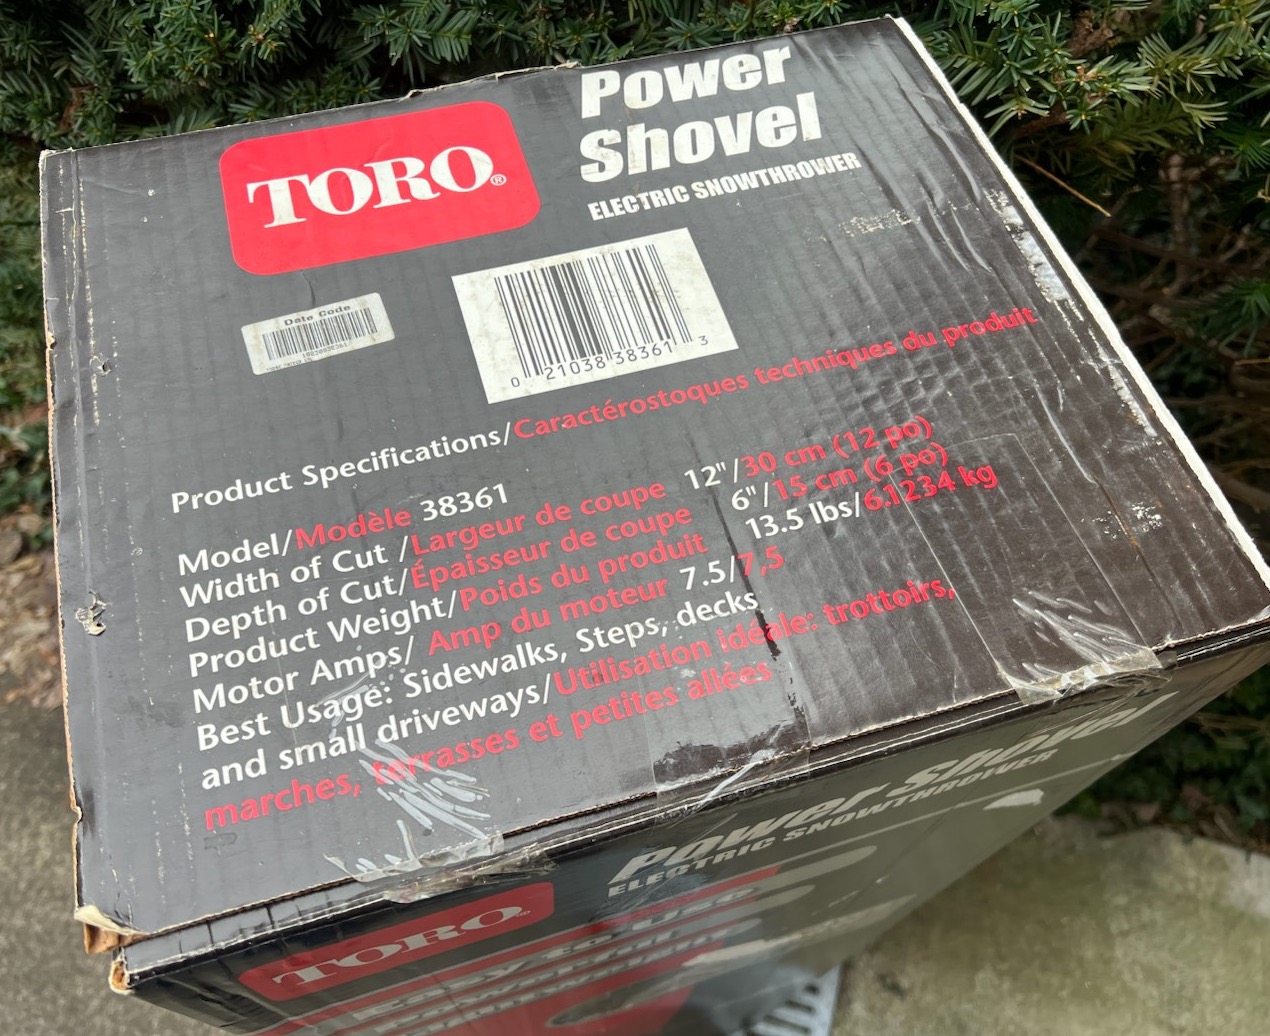 TORO®
Power
Shovel
ELECTRIC SNOWTHROWER
Date Code
0 21038 38361 3
Product Specifications/Caractérostoques techniques du produit
Model/Modèle 38361
Width of Cut /Largeur de coupe 12"/30 cm (12 po)
Depth of Cut/Épaisseur de coupe 6"/15 cm (6 po)
Product Weight/Poids du produit 13.5 lbs/6.1234 kg
Motor Amps/ Amp du moteur 7.5/7,5
Best Usage: Sidewalks, Steps, decks
and small driveways/Utilisation idéale: trottoirs,
marches, terrasses et petites allées
Power Shovel
ELECTRIC SNOWTHROWER
TORO®
Easy to Use